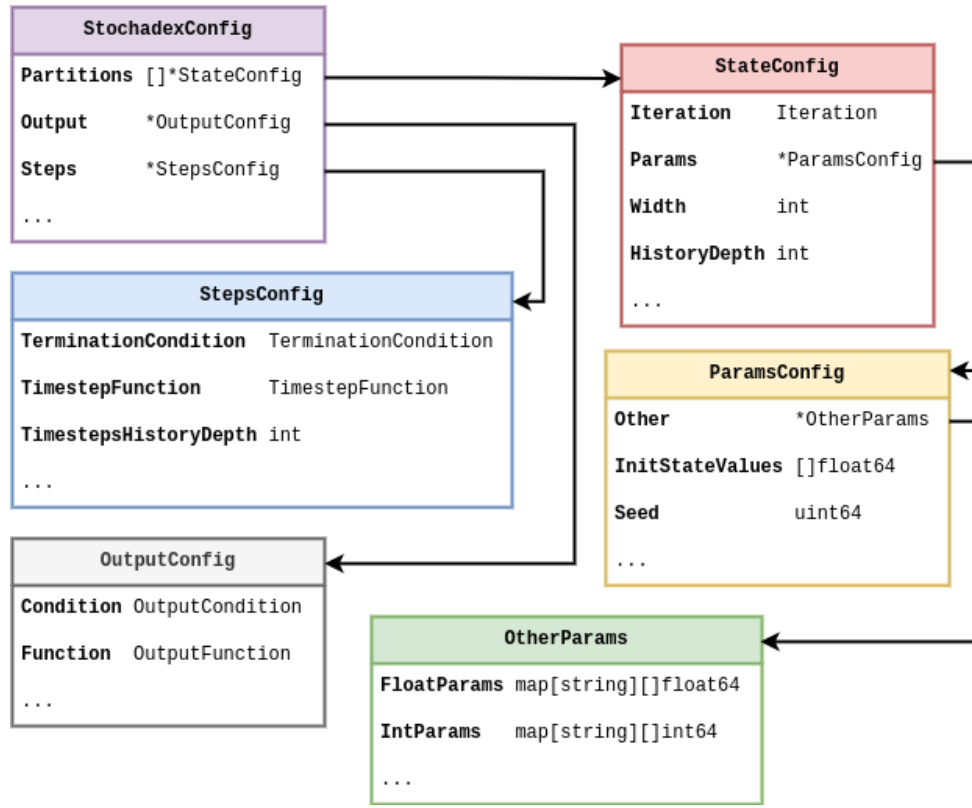 StochadexConfig
Partitions []*StateConfig
Output *OutputConfig
Steps *StepsConfig
...
StateConfig
Iteration Iteration
Params *ParamsConfig
Width int
HistoryDepth int
...
StepsConfig
TerminationCondition TerminationCondition
TimestepFunction TimestepFunction
TimestepsHistoryDepth int
...
ParamsConfig
Other *OtherParams
InitStateValues []float64
Seed uint64
...
OutputConfig
Condition OutputCondition
Function OutputFunction
...
OtherParams
FloatParams map[string][]float64
IntParams map[string][]int64
...